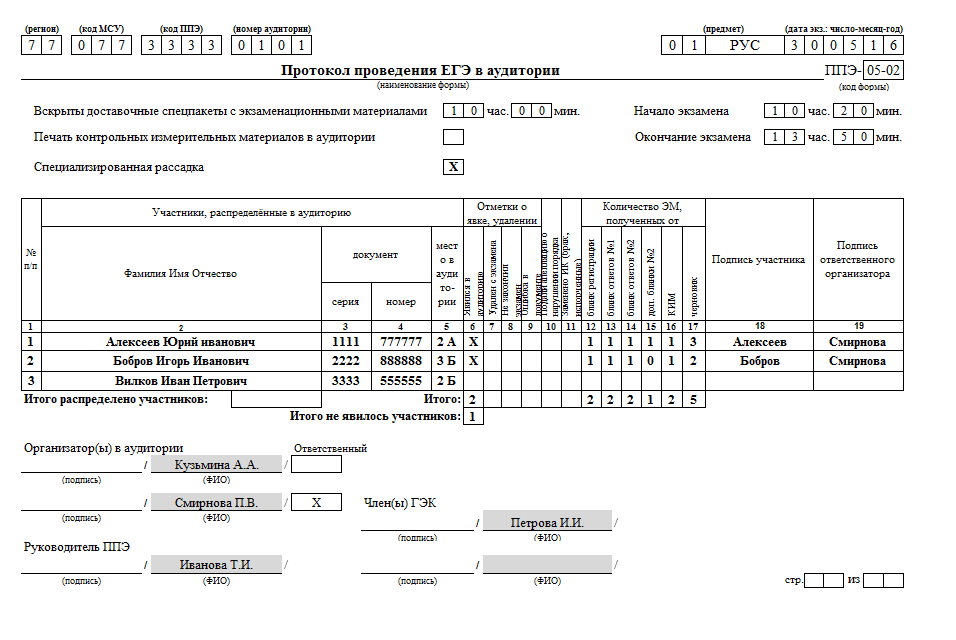 (регион) (код МСУ) (код ППЭ) (номер аудитории) (предмет) (дата экз.: число-месяц-год)
7 7 0 7 7 3 3 3 3 0 1 0 1 0 1 РУС 3 0 0 5 1 6
Протокол проведения ЕГЭ в аудитории ППЭ- 05-02
(наименование формы) (код формы)
Вскрыты доставочные спецпакеты с экзаменационными материалами 1 0 час. 0 0 мин. Начало экзамена 1 0 час. 2 0 мин.
Печать контрольных измерительных материалов в аудитории Окончание экзамена 1 3 час. 5 0 мин.
Специализированная рассадка X
№ п/п
Участники, распределённые в аудиторию
Фамилия Имя Отчество
документ
серия номер
мест о в ауди то- рии
Отметки о явке, удалении
Явился в аудиторию
Удален с экзамена
Не закончил экзамен
Ошибка в документе
Подали апелляцию о нарушении порядка
Заменено ИК (брак, испорченные)
Количество ЭМ, полученных от
бланк регистрации
бланк ответов №1
бланк ответов №2
доп. бланки №2
КИМ
черновик
Подпись участника
Подпись ответственного организатора
1 2 3 4 5 6 7 8 9 10 11 12 13 14 15 16 17 18 19
1 Алексеев Юрий иванович 1111 777777 2 А X 1 1 1 1 1 3 Алексеев Смирнова
2 Бобров Игорь Иванович 2222 888888 3 Б X 1 1 1 0 1 2 Бобров Смирнова
3 Вилков Иван Петрович 3333 555555 2 Б
Итого распределено участников: Итого: 2 2 2 2 1 2 5
Итого не явилось участников: 1
Организатор(ы) в аудитории Ответственный
/ Кузьмина А.А. /
(подпись) (ФИО)
/ Смирнова П.В. / X Член(ы) ГЭК
(подпись) (ФИО)
/ Петрова И.И. /
(подпись) (ФИО)
Руководитель ППЭ
/ Иванова Т.И. / / /
(подпись) (ФИО) (подпись) (ФИО) стр. из